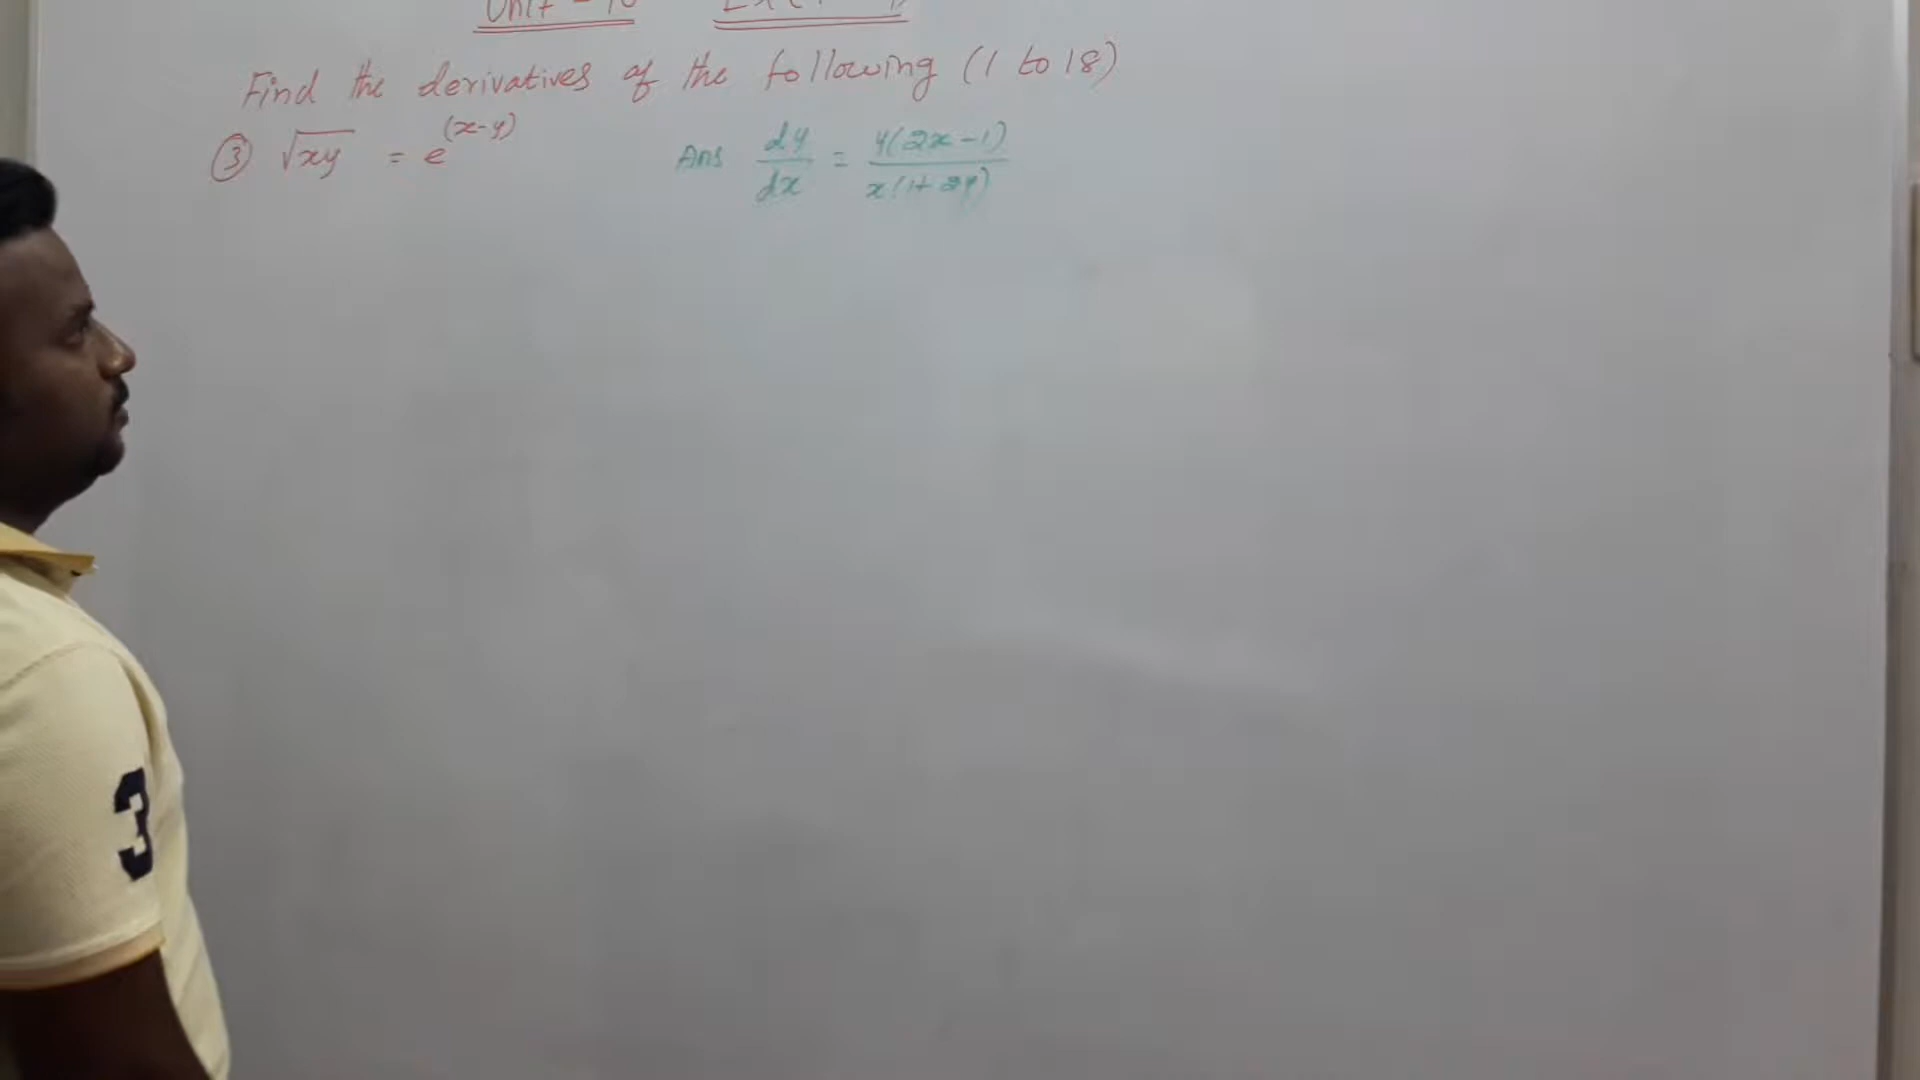 Unit - 10
Find the derivatives of the following (1 to 18)
③ √xy = e^(x-y) Ans dy/dx = y(2x-1)/x(1+2y)
3